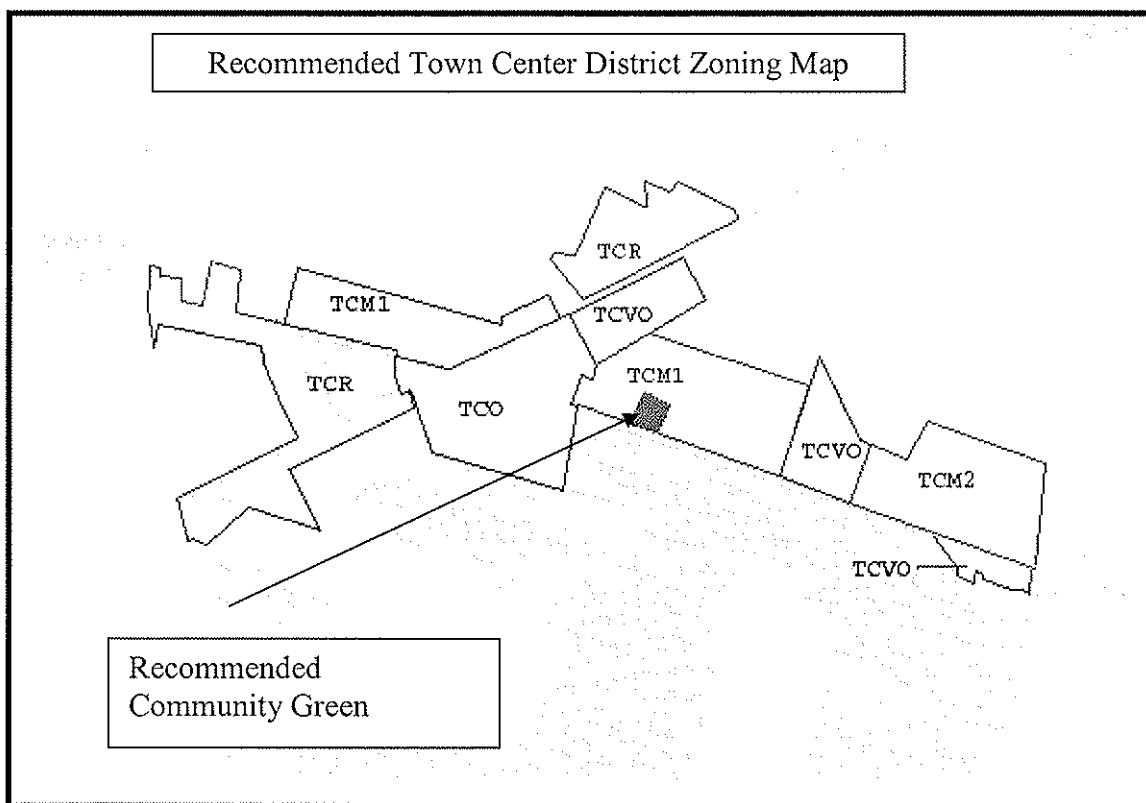 Recommended Town Center District Zoning Map
TCR
TCM1
TCVO
TCR
TCM1
TCO
TCVO
TCM2
TCVO
Recommended
Community Green